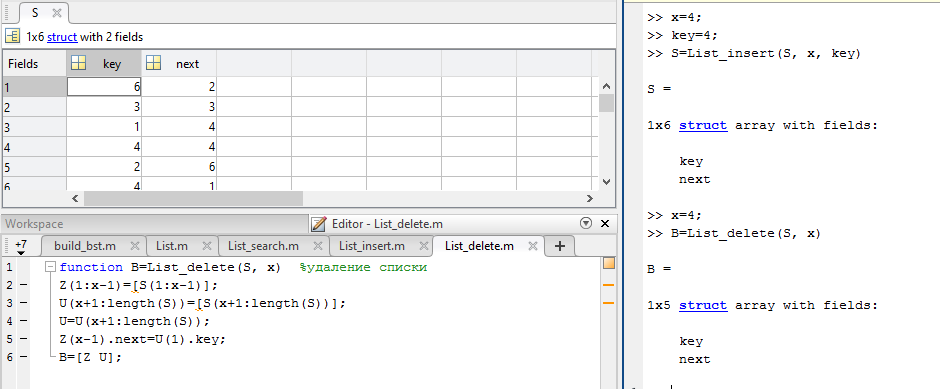 S
1x6 struct with 2 fields
Fields key next
1 6 2
2 3 3
3 1 4
4 4 4
5 2 6
6 4 1
Workspace
Editor - List_delete.m
+7 build_bst.m List.m List_search.m List_insert.m List_delete.m
1 function B=List_delete(S, x) %удаление списки
2 Z(1:x-1)=[S(1:x-1)];
3 U(x+1:length(S))=[S(x+1:length(S))];
4 U=U(x+1:length(S));
5 Z(x-1).next=U(1).key;
6 B=[Z U];
>> x=4;
>> key=4;
>> S=List_insert(S, x, key)
S =
1x6 struct array with fields:
key
next
>> x=4;
>> B=List_delete(S, x)
B =
1x5 struct array with fields:
key
next